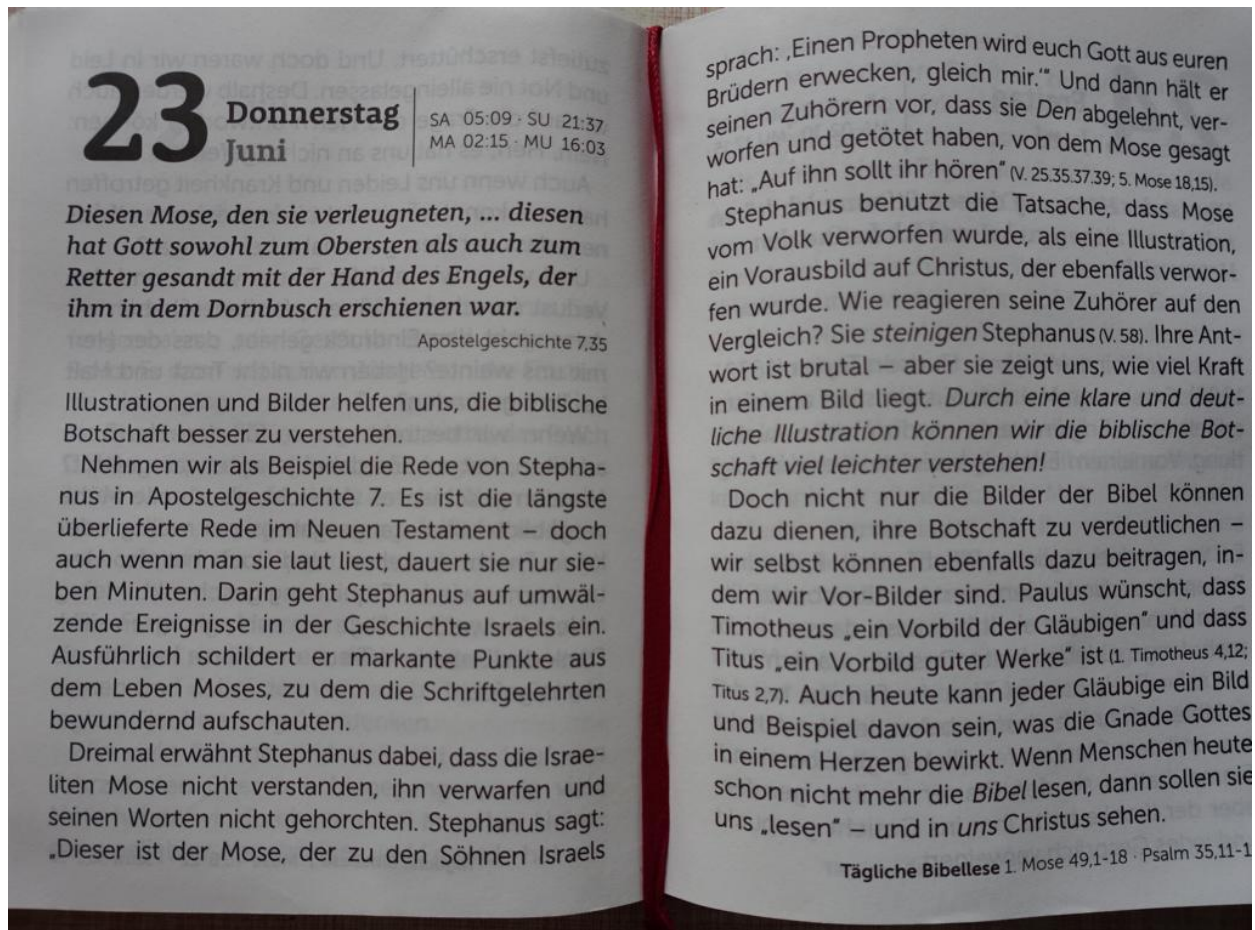 23 Donnerstag
Juni
SA 05:09 · SU 21:37
MA 02:15 · MU 16:03
Diesen Mose, den sie verleugneten, .... diesen
hat Gott sowohl zum Obersten als auch zum
Retter gesandt mit der Hand des Engels, der
ihm in dem Dornbusch erschienen war.
Apostelgeschichte 7,35
Illustrationen und Bilder helfen uns, die biblische
Botschaft besser zu verstehen.
Nehmen wir als Beispiel die Rede von Stepha-
nus in Apostelgeschichte 7. Es ist die längste
überlieferte Rede im Neuen Testament – doch
auch wenn man sie laut liest, dauert sie nur sie-
ben Minuten. Darin geht Stephanus auf umwäl-
zende Ereignisse in der Geschichte Israels ein.
Ausführlich schildert er markante Punkte aus
dem Leben Moses, zu dem die Schriftgelehrten
bewundernd aufschauten.
Dreimal erwähnt Stephanus dabei, dass die Israe-
liten Mose nicht verstanden, ihn verwarfen und
seinen Worten nicht gehorchten. Stephanus sagt:
„Dieser ist der Mose, der zu den Söhnen Israels
sprach: ‚Einen Propheten wird euch Gott aus euren
Brüdern erwecken, gleich mir.‘“ Und dann hält er
seinen Zuhörern vor, dass sie Den abgelehnt, ver-
worfen und getötet haben, von dem Mose gesagt
hat: „Auf ihn sollt ihr hören“ (V. 25.35.37.39; 5. Mose 18,15).
Stephanus benutzt die Tatsache, dass Mose
vom Volk verworfen wurde, als eine Illustration,
ein Vorausbild auf Christus, der ebenfalls verwor-
fen wurde. Wie reagieren seine Zuhörer auf den
Vergleich? Sie steinigen Stephanus (V. 58). Ihre Ant-
wort ist brutal – aber sie zeigt uns, wie viel Kraft
in einem Bild liegt. Durch eine klare und deut-
liche Illustration können wir die biblische Bot-
schaft viel leichter verstehen!
Doch nicht nur die Bilder der Bibel können
dazu dienen, ihre Botschaft zu verdeutlichen –
wir selbst können ebenfalls dazu beitragen, in-
dem wir Vor-Bilder sind. Paulus wünscht, dass
Timotheus „ein Vorbild der Gläubigen“ und dass
Titus „ein Vorbild guter Werke“ ist (1. Timotheus 4,12;
Titus 2,7). Auch heute kann jeder Gläubige ein Bild
und Beispiel davon sein, was die Gnade Gottes
in einem Herzen bewirkt. Wenn Menschen heute
schon nicht mehr die Bibel lesen, dann sollen sie
uns „lesen“ – und in uns Christus sehen.
Tägliche Bibellese 1. Mose 49,1-18 · Psalm 35,11-1